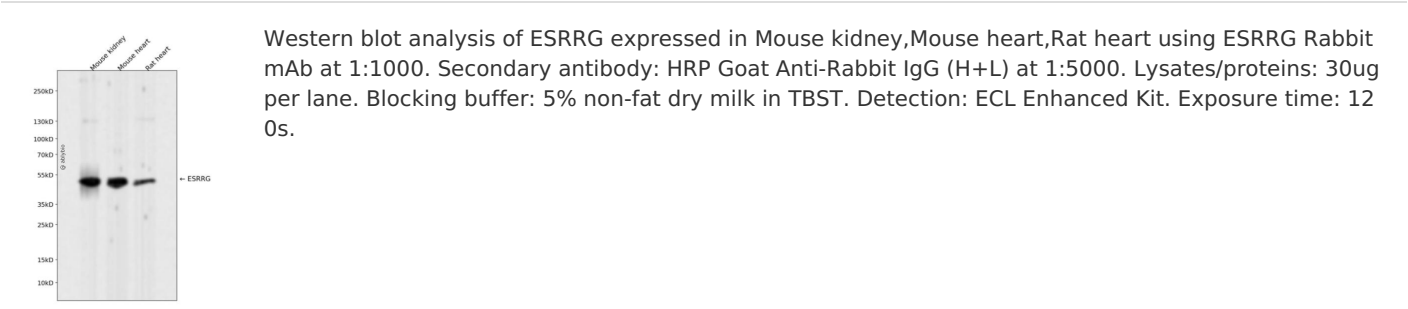 Mouse kidney
Mouse heart
Rat heart
250kD
130kD
100kD
70kD
55kD
35kD
25kD
15kD
10kD
@ abybio
← ESRRG
Western blot analysis of ESRRG expressed in Mouse kidney,Mouse heart,Rat heart using ESRRG Rabbit
mAb at 1:1000. Secondary antibody: HRP Goat Anti-Rabbit IgG (H+L) at 1:5000. Lysates/proteins: 30ug
per lane. Blocking buffer: 5% non-fat dry milk in TBST. Detection: ECL Enhanced Kit. Exposure time: 12
0s.